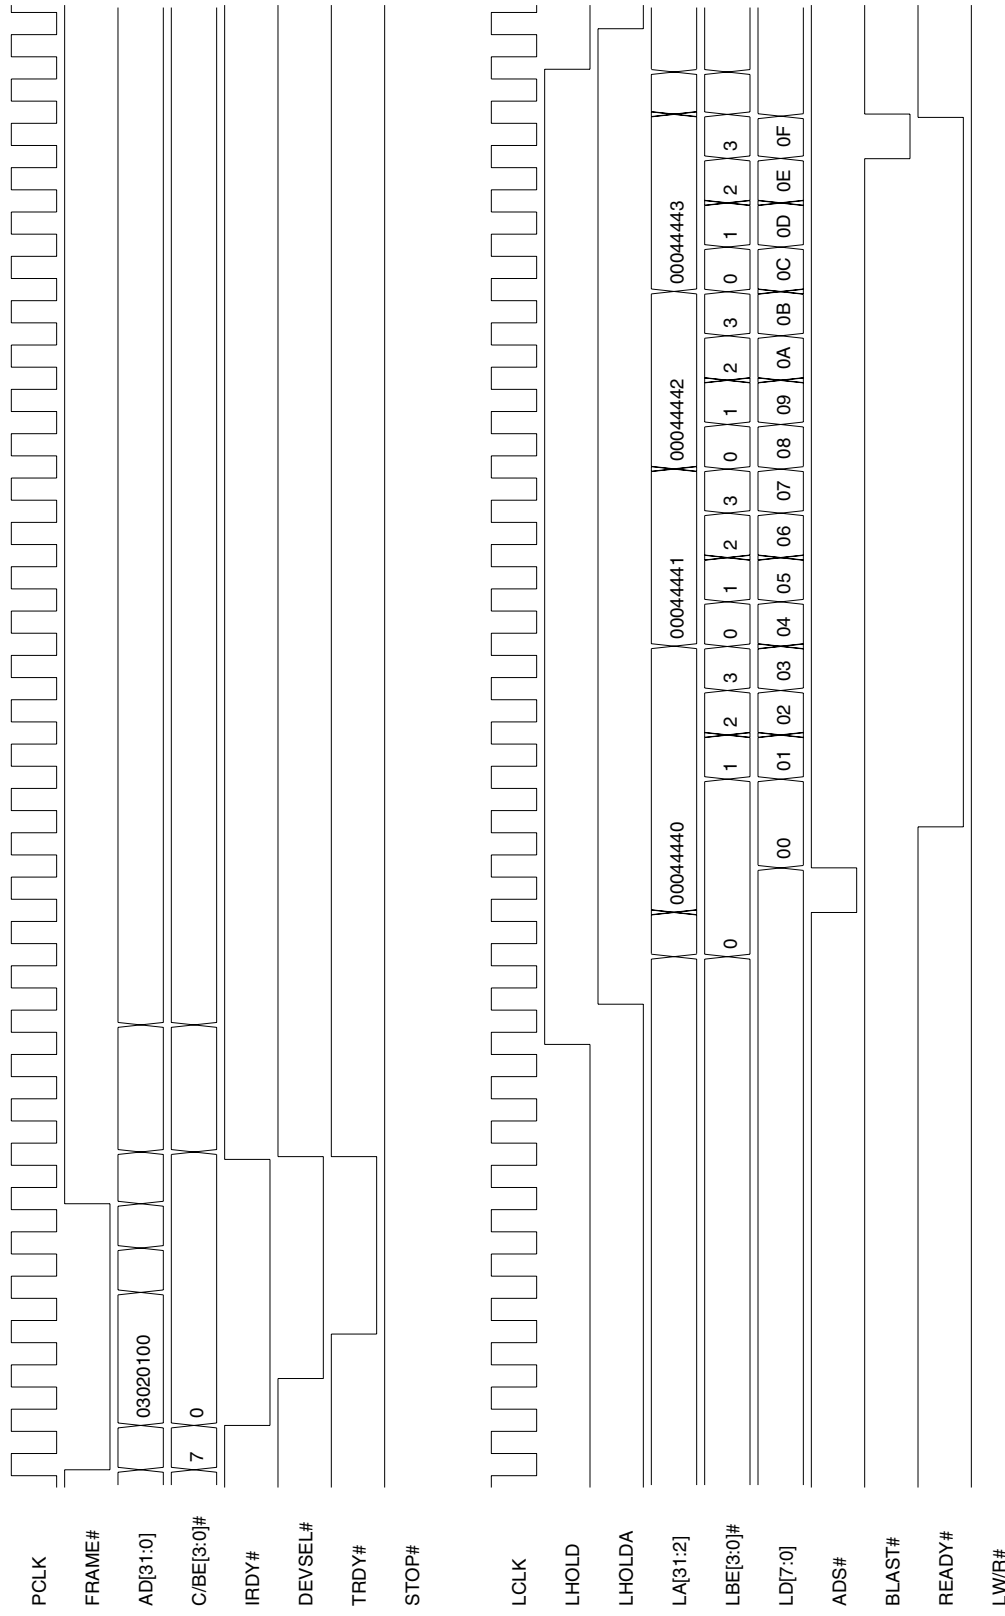 PCLK
FRAME#
AD[31:0] 03020100
C/BE[3:0]# 7 0
IRDY#
DEVSEL#
TRDY#
STOP#
LCLK
LHOLD
LHOLDA
LA[31:2] 00044440 00044441 00044442 00044443
LBE[3:0]# 0 1 2 3 0 1 2 3 0 1 2 3 0 1 2 3
LD[7:0] 00 01 02 03 04 05 06 07 08 09 0A 0B 0C 0D 0E 0F
ADS#
BLAST#
READY#
LW/R#